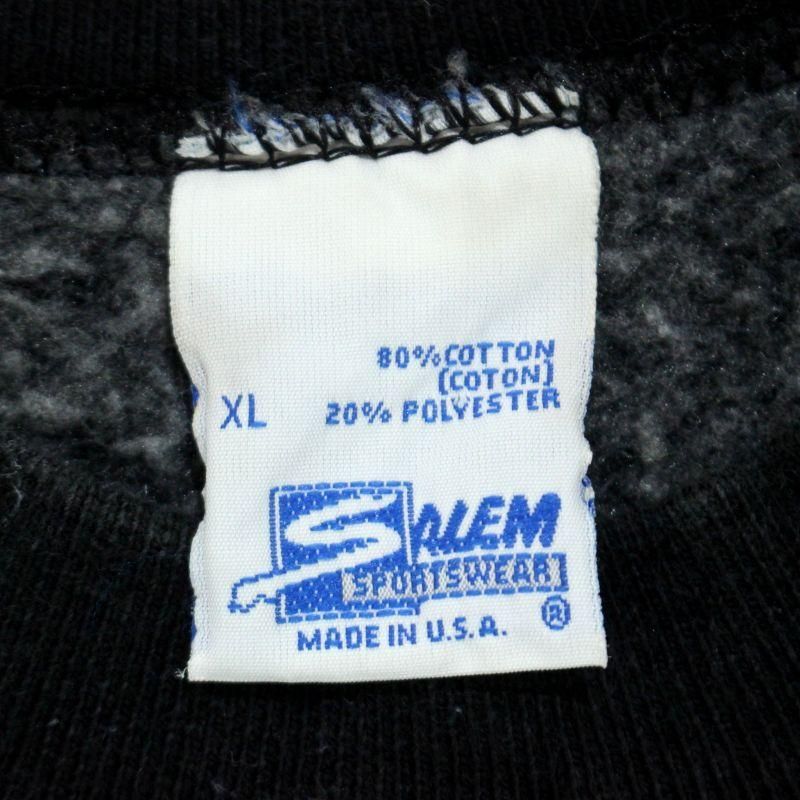 80% COTTON
(COTON)
XL 20% POLYESTER
SALEM
SPORTSWEAR
®
MADE IN U.S.A.